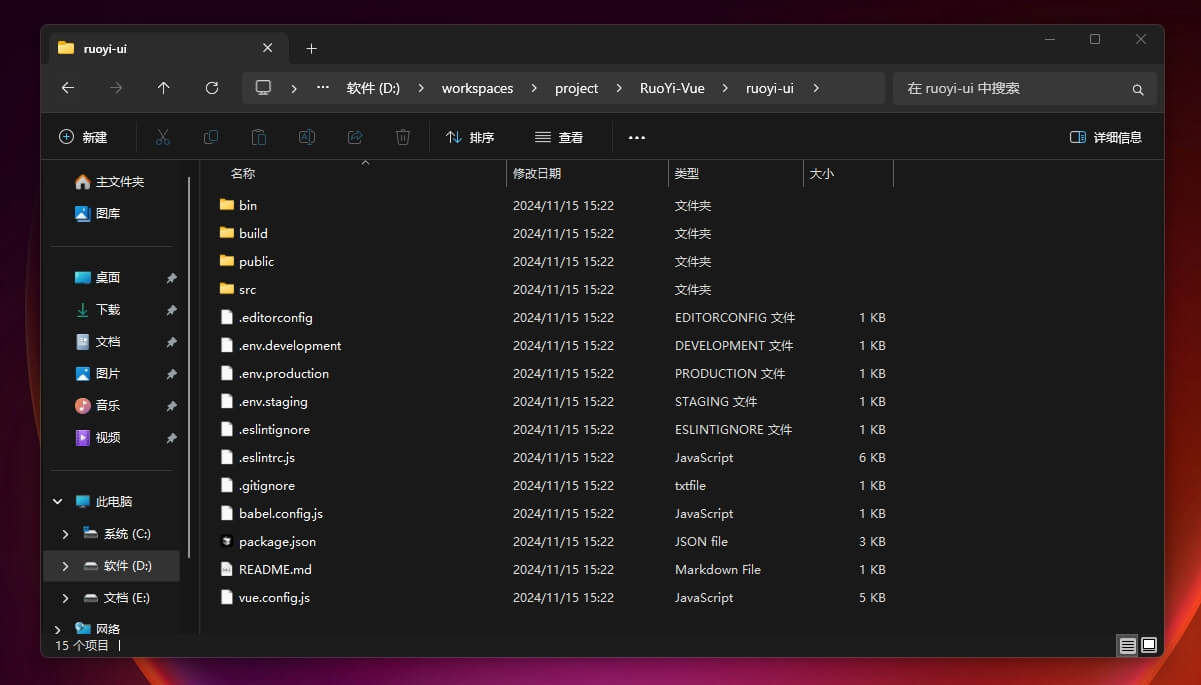 ruoyi-ui
软件 (D:) workspaces project RuoYi-Vue ruoyi-ui
在 ruoyi-ui 中搜索
新建 排序 查看 详细信息
主文件夹
图库
桌面
下载
文档
图片
音乐
视频
此电脑
系统 (C:)
软件 (D:)
文档 (E:)
网络
名称 修改日期 类型 大小
bin 2024/11/15 15:22 文件夹
build 2024/11/15 15:22 文件夹
public 2024/11/15 15:22 文件夹
src 2024/11/15 15:22 文件夹
.editorconfig 2024/11/15 15:22 EDITORCONFIG 文件 1 KB
.env.development 2024/11/15 15:22 DEVELOPMENT 文件 1 KB
.env.production 2024/11/15 15:22 PRODUCTION 文件 1 KB
.env.staging 2024/11/15 15:22 STAGING 文件 1 KB
.eslintignore 2024/11/15 15:22 ESLINTIGNORE 文件 1 KB
.eslintrc.js 2024/11/15 15:22 JavaScript 6 KB
.gitignore 2024/11/15 15:22 txtfile 1 KB
babel.config.js 2024/11/15 15:22 JavaScript 1 KB
package.json 2024/11/15 15:22 JSON file 3 KB
README.md 2024/11/15 15:22 Markdown File 1 KB
vue.config.js 2024/11/15 15:22 JavaScript 5 KB
15 个项目